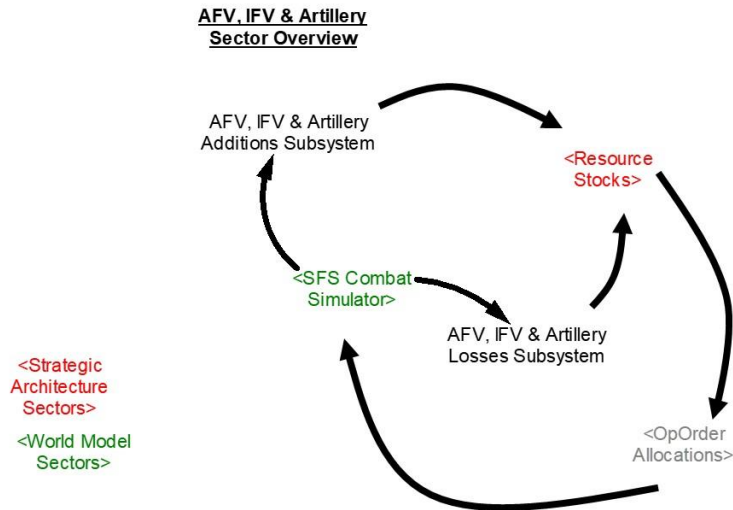 AFV, IFV & Artillery
Sector Overview
AFV, IFV & Artillery
Additions Subsystem
<Resource
Stocks>
<SFS Combat
Simulator>
AFV, IFV & Artillery
Losses Subsystem
<Strategic
Architecture
Sectors>
<World Model
Sectors>
<OpOrder
Allocations>